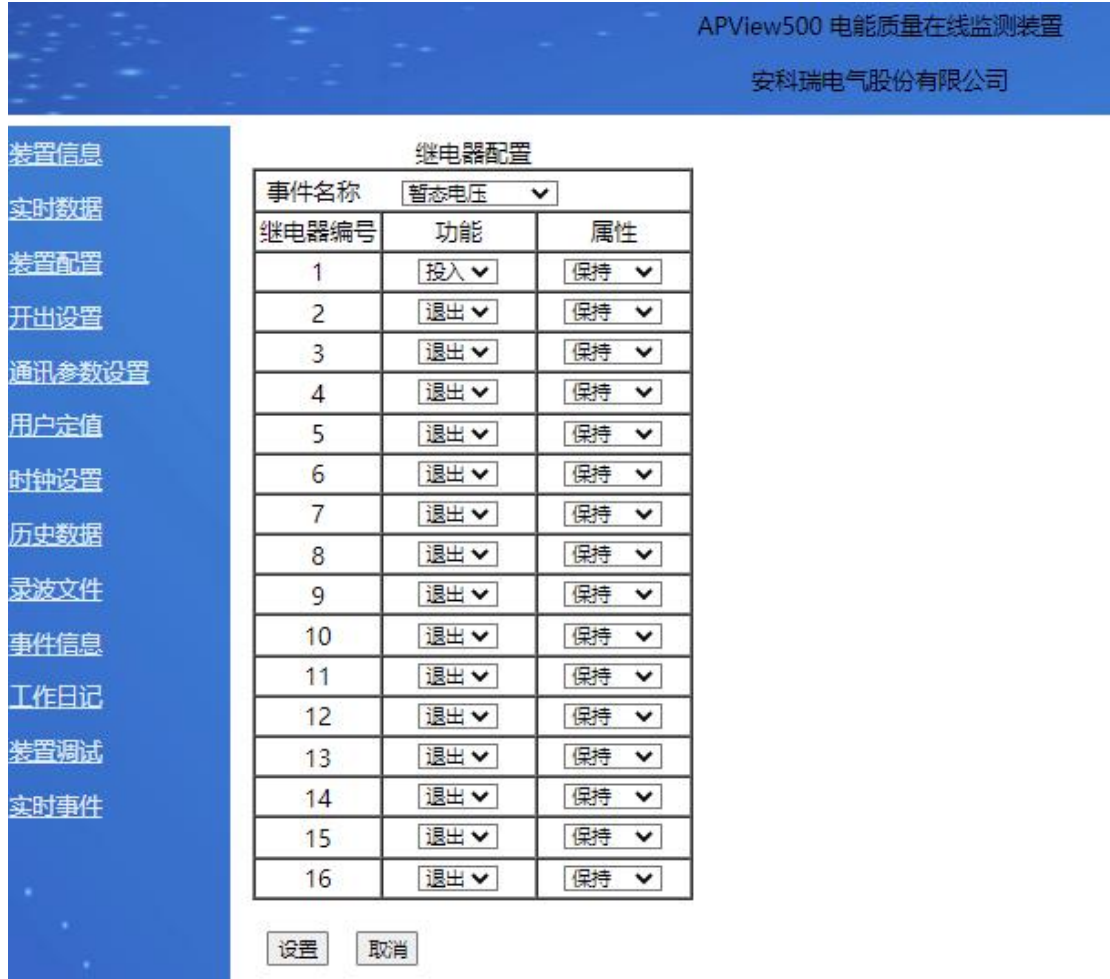 APView500 电能质量在线监测装置
安科瑞电气股份有限公司
装置信息
实时数据
装置配置
开出设置
通讯参数设置
用户定值
时钟设置
历史数据
录波文件
事件信息
工作日记
装置调试
实时事件
继电器配置
事件名称 暂态电压
继电器编号 功能 属性
1 投入 保持
2 退出 保持
3 退出 保持
4 退出 保持
5 退出 保持
6 退出 保持
7 退出 保持
8 退出 保持
9 退出 保持
10 退出 保持
11 退出 保持
12 退出 保持
13 退出 保持
14 退出 保持
15 退出 保持
16 退出 保持
设置 取消